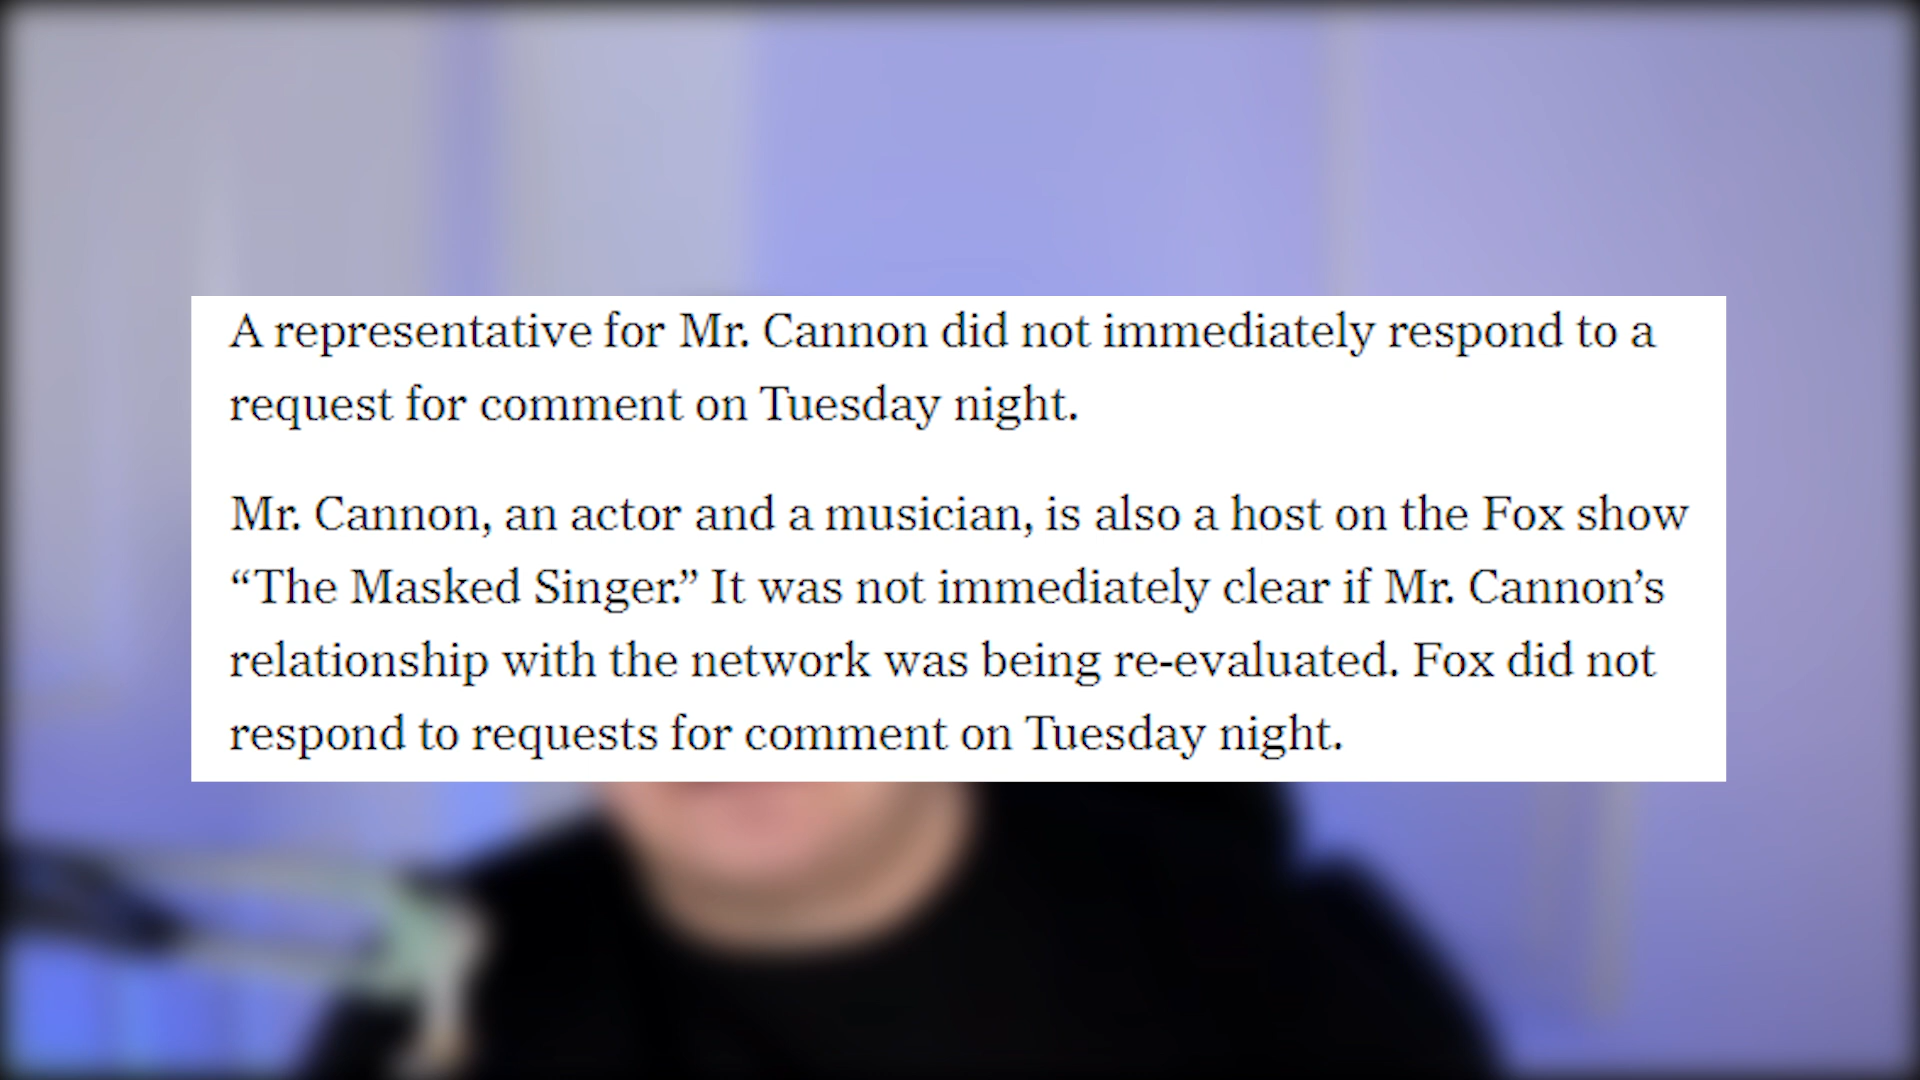 A representative for Mr. Cannon did not immediately respond to a
request for comment on Tuesday night.
Mr. Cannon, an actor and a musician, is also a host on the Fox show
“The Masked Singer.” It was not immediately clear if Mr. Cannon’s
relationship with the network was being re-evaluated. Fox did not
respond to requests for comment on Tuesday night.